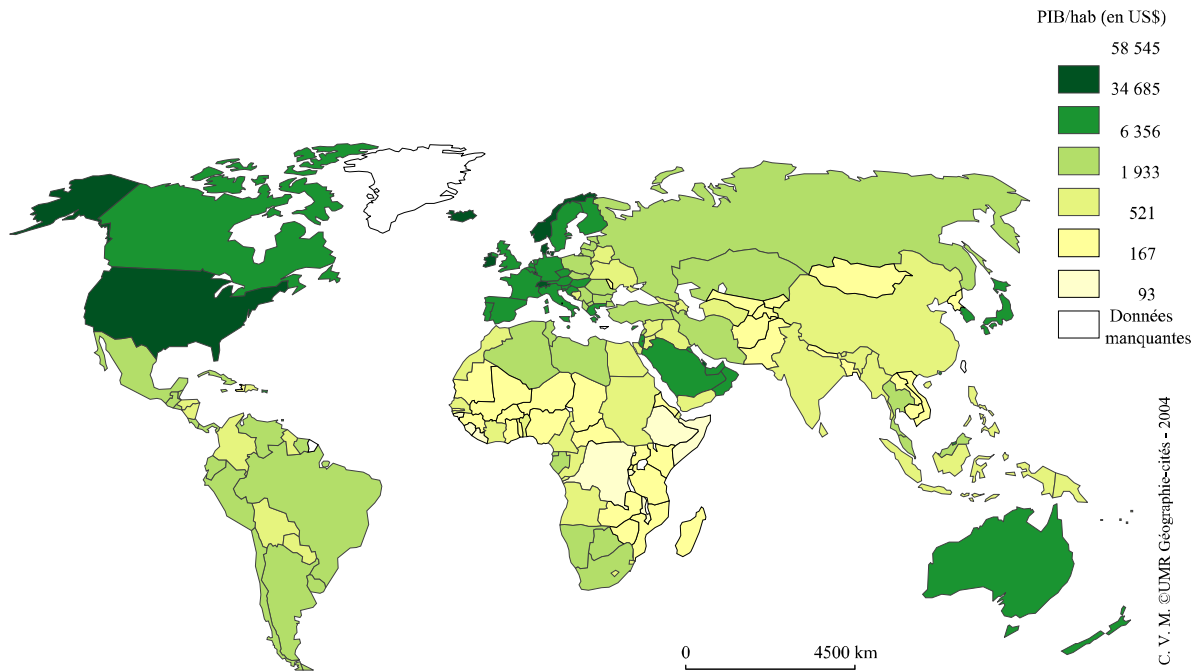 PIB/hab (en US$)
58 545
34 685
6 356
1 933
521
167
93
Données
manquantes
C. V. M. ©UMR Géographie-cités - 2004
0 4500 km